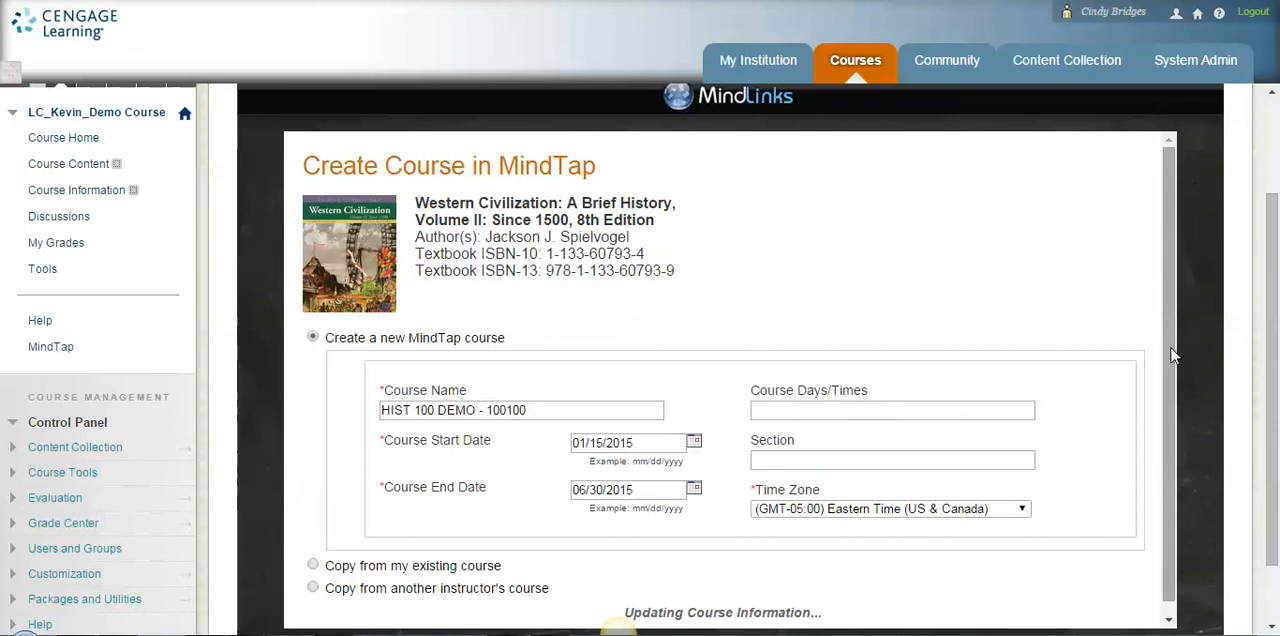 CENGAGE
Learning™
Cindy Bridges
Logout
My Institution
Courses
Community
Content Collection
System Admin
LC_Kevin_Demo Course
Course Home
Course Content
Course Information
Discussions
My Grades
Tools
Help
MindTap
COURSE MANAGEMENT
Control Panel
Content Collection
Course Tools
Evaluation
Grade Center
Users and Groups
Customization
Packages and Utilities
Help
MindLinks
Create Course in MindTap
Western Civilization
Western Civilization: A Brief History,
Volume II: Since 1500, 8th Edition
Author(s): Jackson J. Spielvogel
Textbook ISBN-10: 1-133-60793-4
Textbook ISBN-13: 978-1-133-60793-9
Create a new MindTap course
*Course Name
HIST 100 DEMO - 100100
*Course Start Date
01/15/2015
Example: mm/dd/yyyy
*Course End Date
06/30/2015
Example: mm/dd/yyyy
Course Days/Times
Section
*Time Zone
(GMT-05:00) Eastern Time (US & Canada)
Copy from my existing course
Copy from another instructor's course
Updating Course Information...